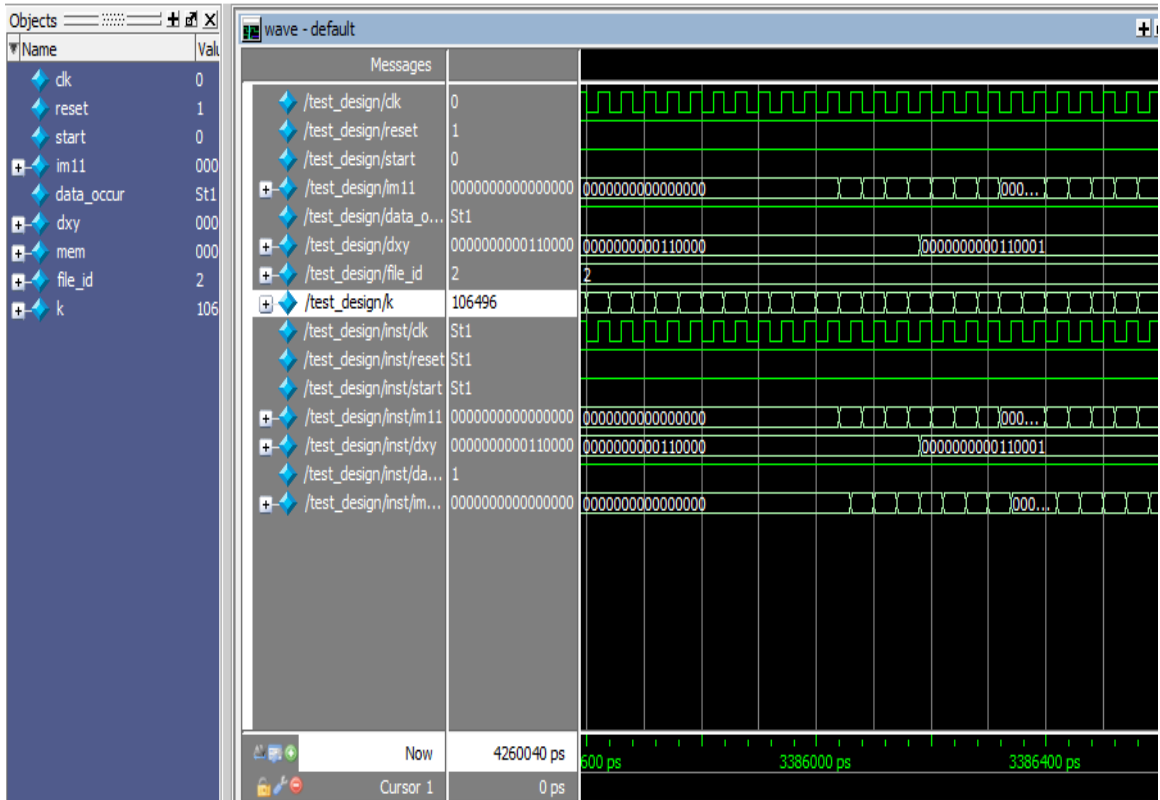 Objects
Name Valu
clk 0
reset 1
start 0
im11 000
data_occur St1
dxy 000
mem 000
file_id 2
k 106
wave - default
Messages
/test_design/clk 0
/test_design/reset 1
/test_design/start 0
/test_design/im11 0000000000000000 0000000000000000 000...
/test_design/data_o... St1
/test_design/dxy 0000000000110000 0000000000110000 0000000000110001
/test_design/file_id 2 2
/test_design/k 106496
/test_design/inst/clk St1
/test_design/inst/reset St1
/test_design/inst/start St1
/test_design/inst/im11 0000000000000000 0000000000000000 000...
/test_design/inst/dxy 0000000000110000 0000000000110000 0000000000110001
/test_design/inst/da... 1
/test_design/inst/im... 0000000000000000 0000000000000000 000...
Now 4260040 ps 600 ps 3386000 ps 3386400 ps
Cursor 1 0 ps